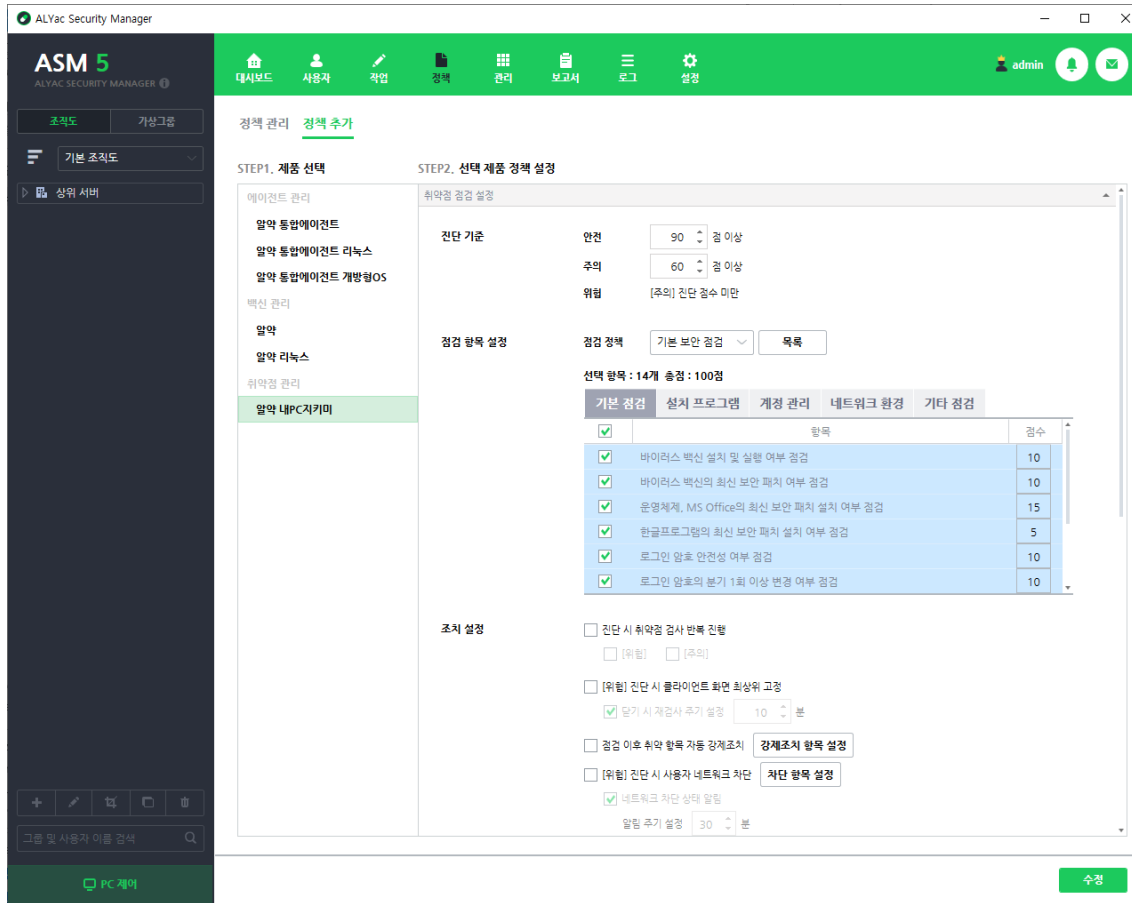 ALYac Security Manager
ASM 5
ALYAC SECURITY MANAGER
대시보드 사용자 작업 정책 관리 보고서 로그 설정
admin
조직도 가상그룹
기본 조직도
상위 서버
그룹 및 사용자 이름 검색
PC 제어
정책 관리 정책 추가
STEP1. 제품 선택
에이전트 관리
알약 통합에이전트
알약 통합에이전트 리눅스
알약 통합에이전트 개방형OS
백신 관리
알약
알약 리눅스
취약점 관리
알약 내PC지키미
STEP2. 선택 제품 정책 설정
취약점 점검 설정
진단 기준 안전 90 점 이상
주의 60 점 이상
위험 [주의] 진단 점수 미만
점검 항목 설정 점검 정책 기본 보안 점검 목록
선택 항목 : 14개 총점 : 100점
기본 점검 설치 프로그램 계정 관리 네트워크 환경 기타 점검
항목 점수
바이러스 백신 설치 및 실행 여부 점검 10
바이러스 백신의 최신 보안 패치 여부 점검 10
운영체제, MS Office의 최신 보안 패치 설치 여부 점검 15
한글프로그램의 최신 보안 패치 설치 여부 점검 5
로그인 암호 안전성 여부 점검 10
로그인 암호의 분기 1회 이상 변경 여부 점검 10
조치 설정 진단 시 취약점 검사 반복 진행
[위험] [주의]
[위험] 진단 시 클라이언트 화면 최상위 고정
닫기 시 재검사 주기 설정 10 분
점검 이후 취약 항목 자동 강제조치 강제조치 항목 설정
[위험] 진단 시 사용자 네트워크 차단 차단 항목 설정
네트워크 차단 상태 알림
알림 주기 설정 30 분
수정